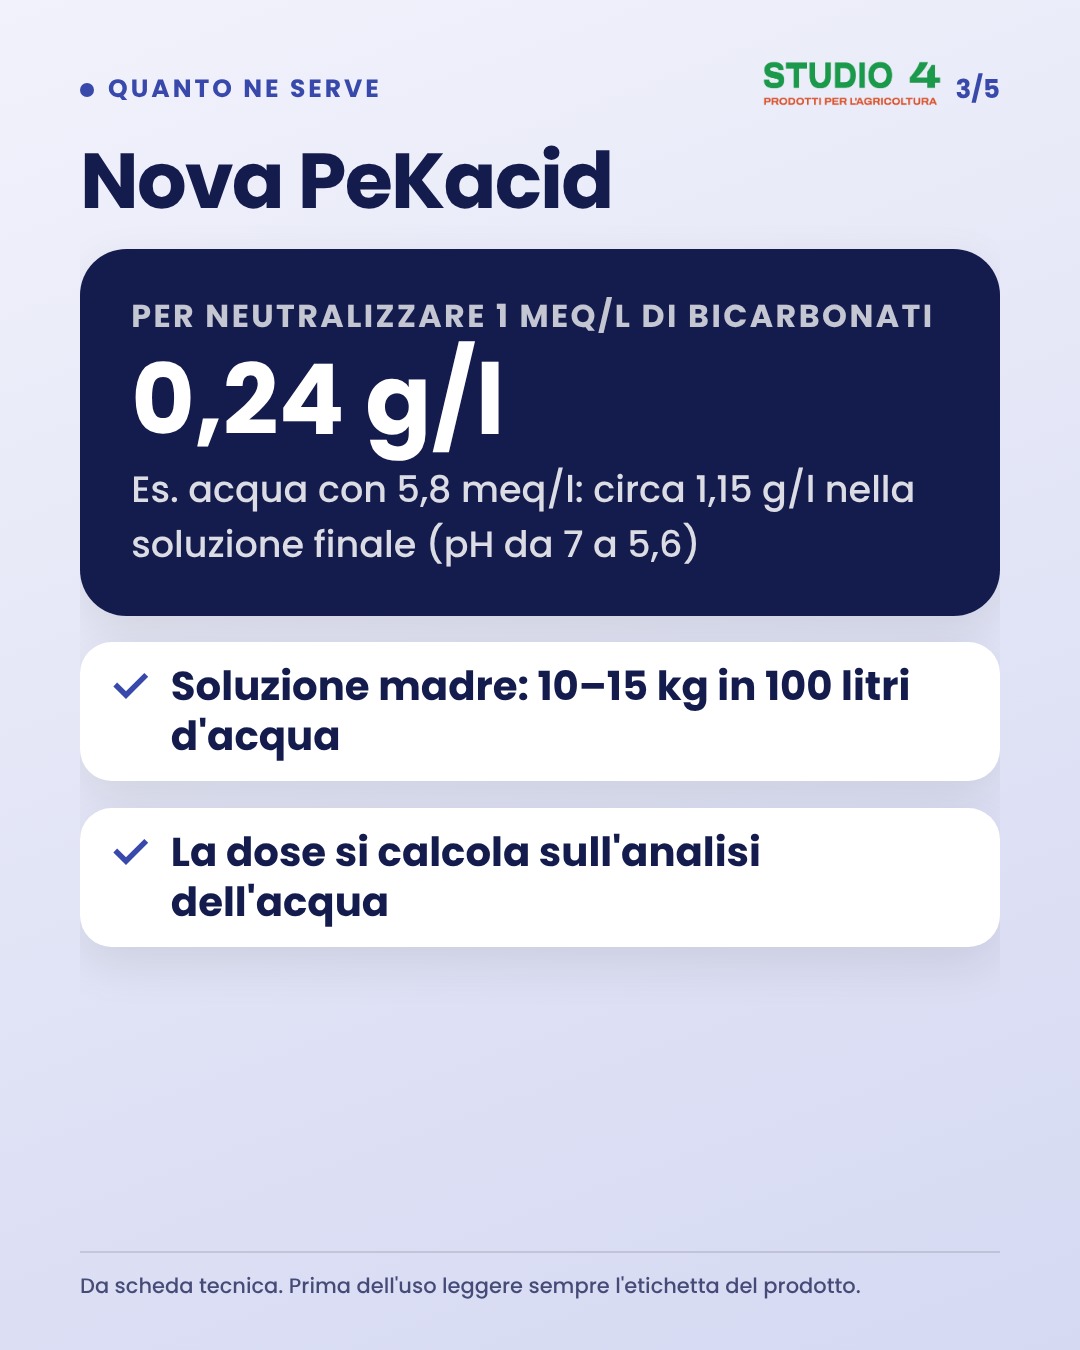 QUANTO NE SERVE
STUDIO 4
PRODOTTI PER L'AGRICOLTURA
3/5
Nova PeKacid
PER NEUTRALIZZARE 1 MEQ/L DI BICARBONATI
0,24 g/l
Es. acqua con 5,8 meq/l: circa 1,15 g/l nella
soluzione finale (pH da 7 a 5,6)
Soluzione madre: 10–15 kg in 100 litri
d'acqua
La dose si calcola sull'analisi
dell'acqua
Da scheda tecnica. Prima dell'uso leggere sempre l'etichetta del prodotto.